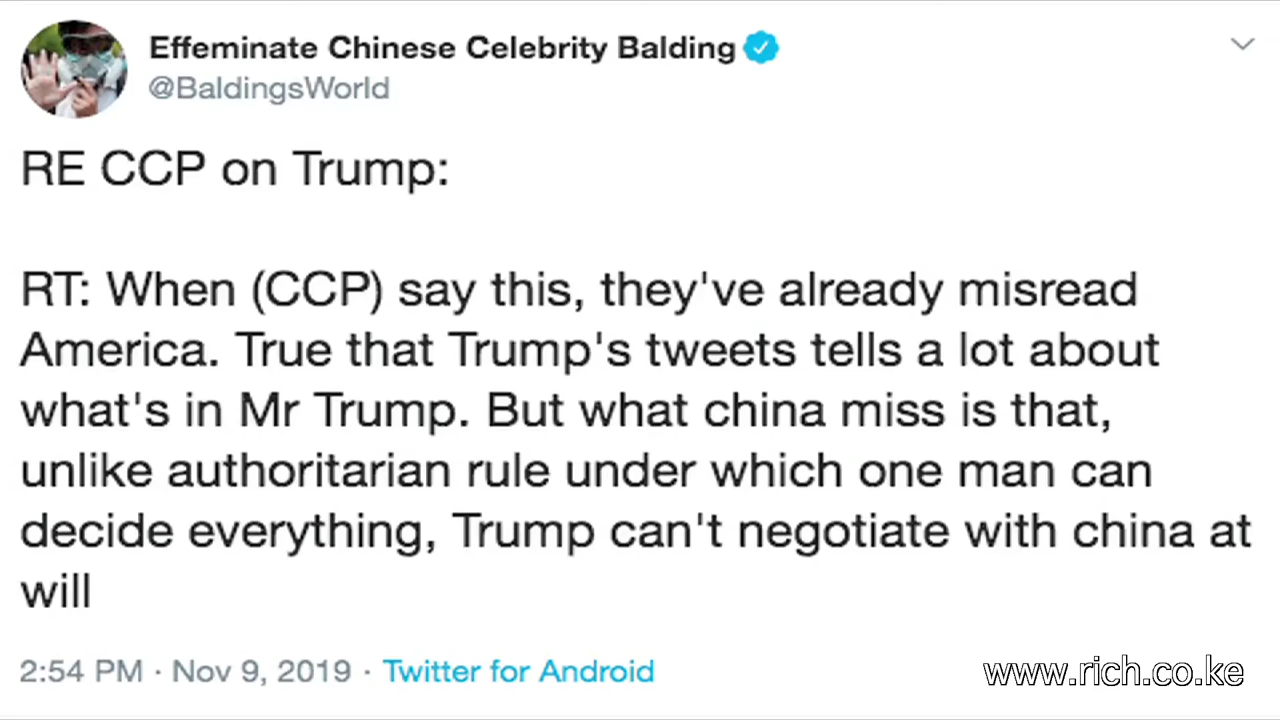 Effeminate Chinese Celebrity Balding
@BaldingsWorld
RE CCP on Trump:
RT: When (CCP) say this, they've already misread
America. True that Trump's tweets tells a lot about
what's in Mr Trump. But what china miss is that,
unlike authoritarian rule under which one man can
decide everything, Trump can't negotiate with china at
will
2:54 PM · Nov 9, 2019 · Twitter for Android
www.rich.co.ke